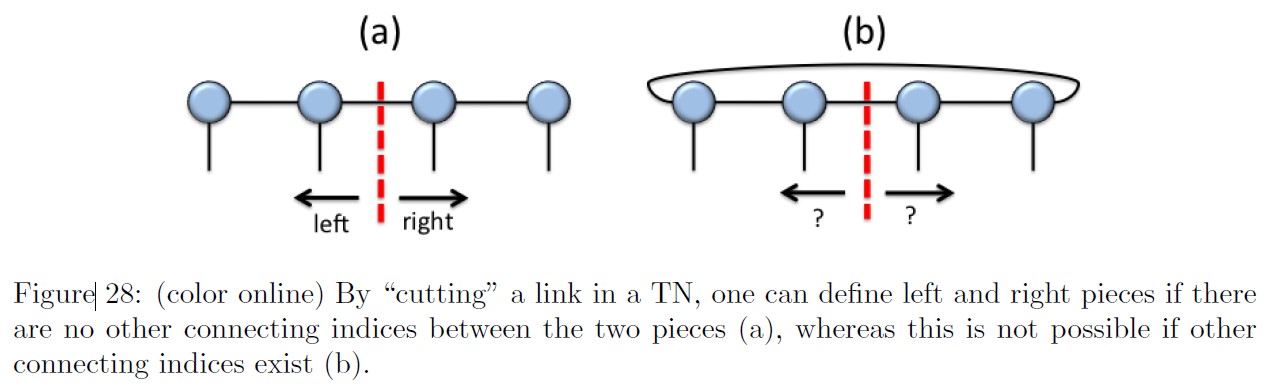 (a)
(b)
left
right
?
?
Figure 28: (color online) By “cutting” a link in a TN, one can define left and right pieces if there
are no other connecting indices between the two pieces (a), whereas this is not possible if other
connecting indices exist (b).